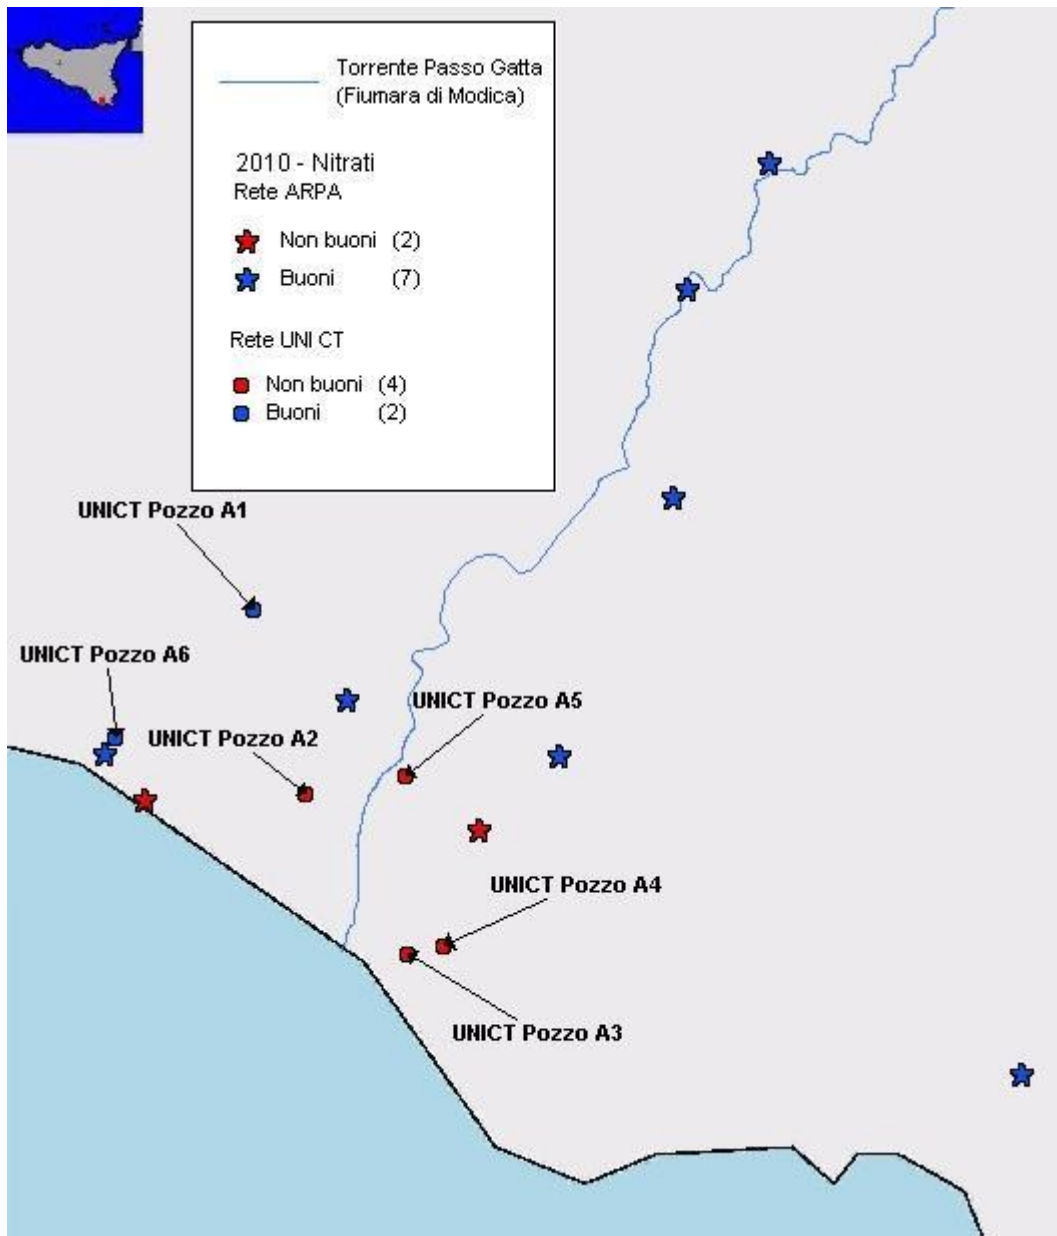 Torrente Passo Gatta
(Fiumara di Modica)
2010 - Nitrati
Rete ARPA
Non buoni (2)
Buoni (7)
Rete UNI CT
Non buoni (4)
Buoni (2)
UNICT Pozzo A1
UNICT Pozzo A6
UNICT Pozzo A5
UNICT Pozzo A2
UNICT Pozzo A4
UNICT Pozzo A3